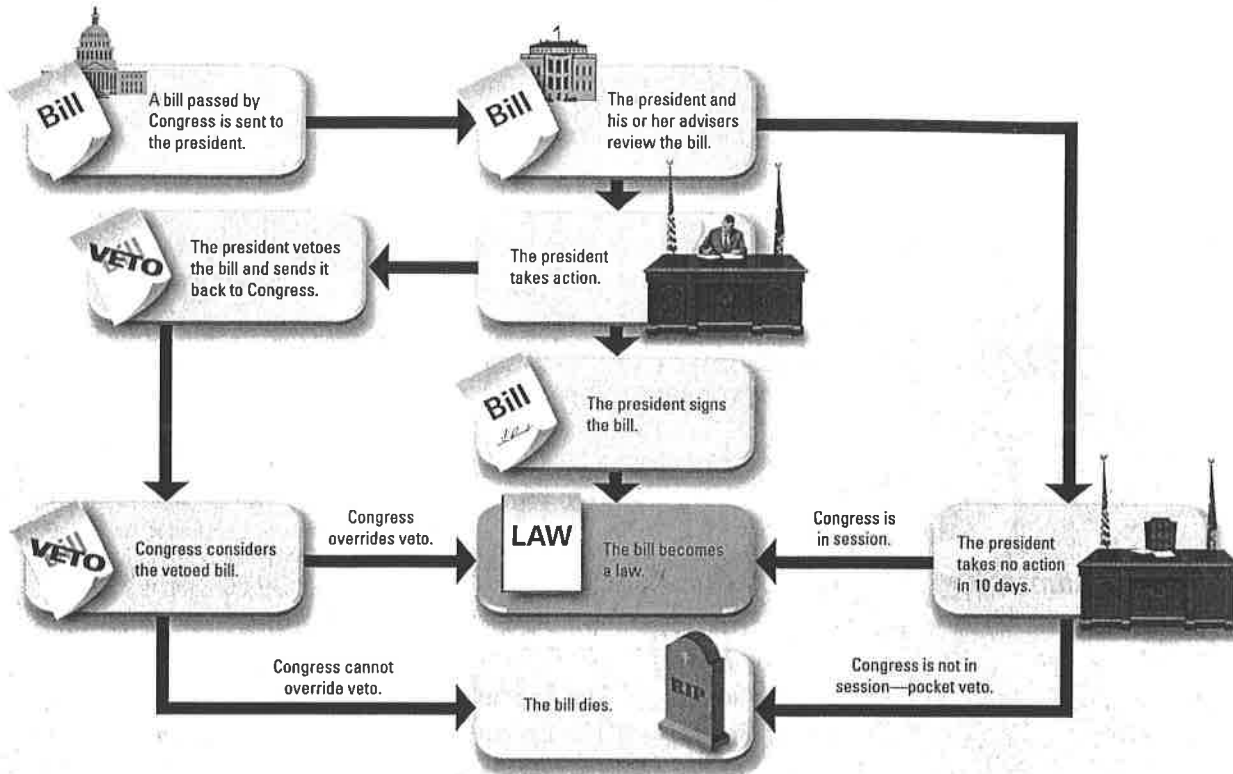 Bill
A bill passed by
Congress is sent to
the president.
Bill
The president and
his or her advisers
review the bill.
The president
takes action.
VETO
The president vetoes
the bill and sends it
back to Congress.
Bill
The president signs
the bill.
VETO
Congress considers
the vetoed bill.
Congress
overrides veto.
LAW
The bill becomes
a law.
Congress is
in session.
The president
takes no action
in 10 days.
Congress cannot
override veto.
The bill dies.
RIP
Congress is not in
session—pocket veto.